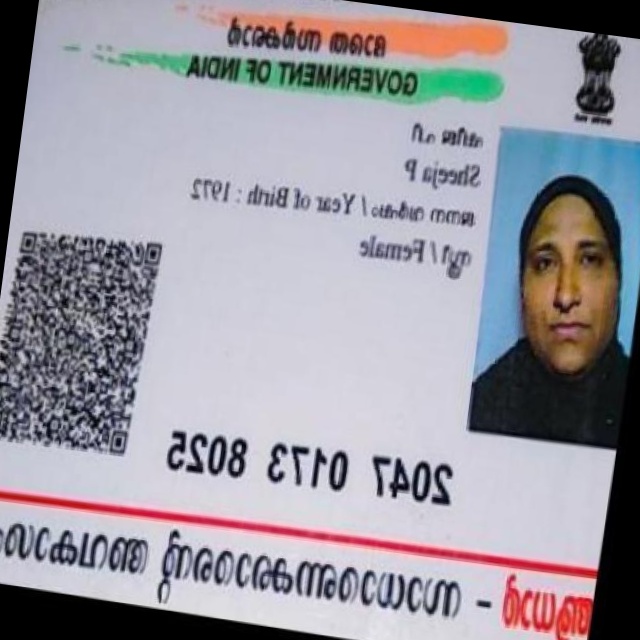 ഭാരത സർക്കാർ
GOVERNMENT OF INDIA
ഷീജ പി
Sheeja P
ജനന വർഷം / Year of Birth : 1972
സ്ത്രീ / Female
2047 0173 8025
ആധാർ - സാധാരണക്കാരന്റെ അവകാശം